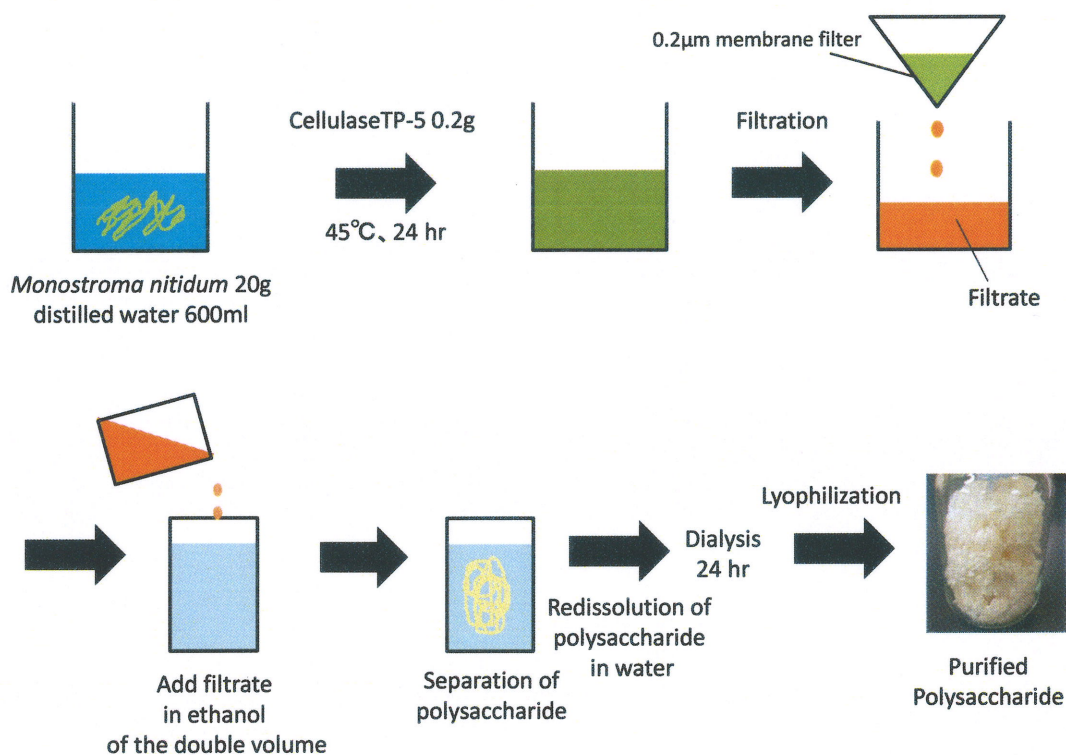 0.2μm membrane filter
CellulaseTP-5 0.2g
Filtration
45℃、24 hr
Monostroma nitidum 20g
distilled water 600ml
Filtrate
Lyophilization
Dialysis
24 hr
Redissolution of
polysaccharide
in water
Add filtrate
in ethanol
of the double volume
Separation of
polysaccharide
Purified
Polysaccharide